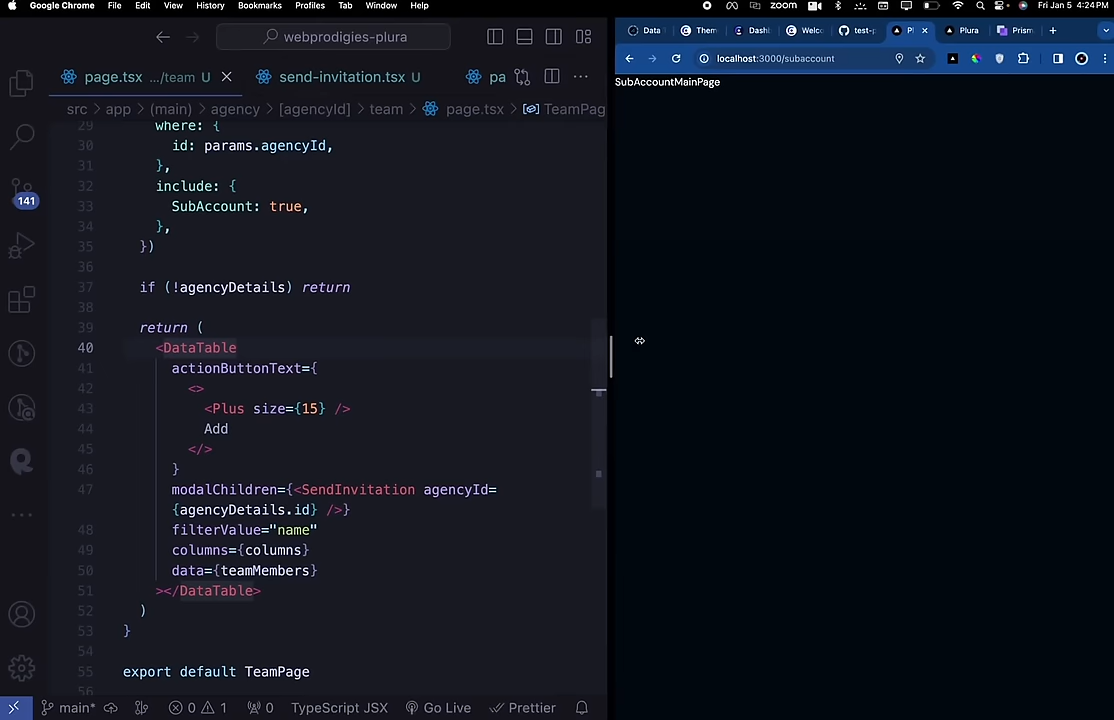 Google Chrome File Edit View History Bookmarks Profiles Tab Window Help
zoom Fri Jan 5 4:24 PM
webprodigies-plura
Data Them Dashl Welco test-p Pl Plura Prism
localhost:3000/subaccount
SubAccountMainPage
page.tsx .../team U send-invitation.tsx U pa
src > app > (main) > agency > [agencyId] > team > page.tsx > TeamPag
29 where: {
30 id: params.agencyId,
31 },
32 include: {
33 SubAccount: true,
34 },
35 })
36
37 if (!agencyDetails) return
38
39 return (
40 <DataTable
41 actionButtonText={
42 <>
43 <Plus size={15} />
44 Add
45 </>
46 }
47 modalChildren={<SendInvitation agencyId=
{agencyDetails.id} />}
48 filterValue="name"
49 columns={columns}
50 data={teamMembers}
51 ></DataTable>
52 )
53 }
54
55 export default TeamPage
56
141
main* 0 1 0 TypeScript JSX Go Live Prettier